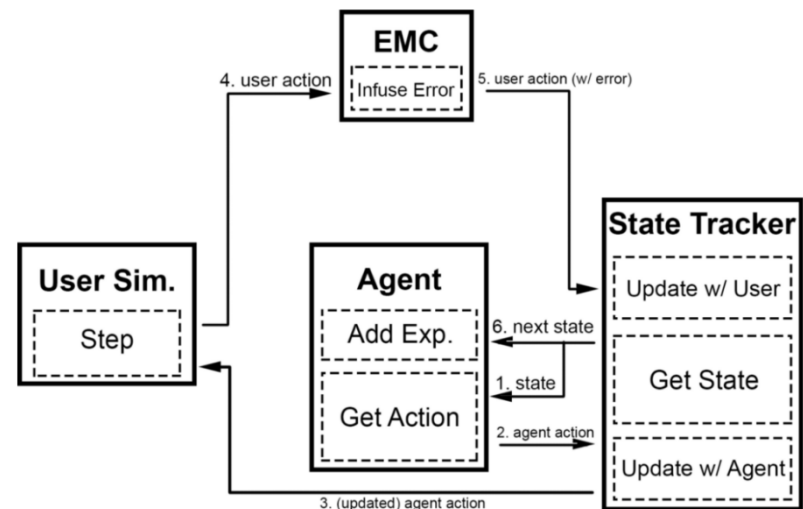 EMC
4. user action
Infuse Error
5. user action (w/ error)
State Tracker
User Sim.
Agent
Update w/ User
Step
Add Exp.
6. next state
1. state
Get State
Get Action
2. agent action
Update w/ Agent
3. (updated) agent action